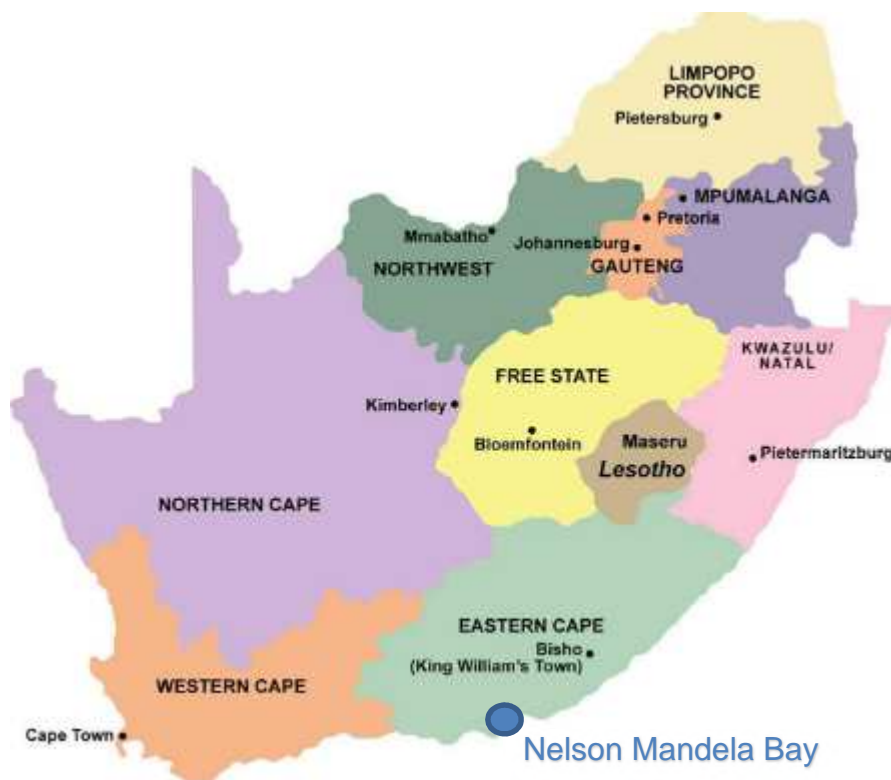 LIMPOPO
PROVINCE
Pietersburg
MPUMALANGA
Pretoria
Mmabatho
Johannesburg
NORTHWEST
GAUTENG
KWAZULU/
NATAL
FREE STATE
Kimberley
Bloemfontein
Maseru
Lesotho
Pietermaritzburg
NORTHERN CAPE
EASTERN CAPE
Bisho
(King William's Town)
WESTERN CAPE
Cape Town
Nelson Mandela Bay